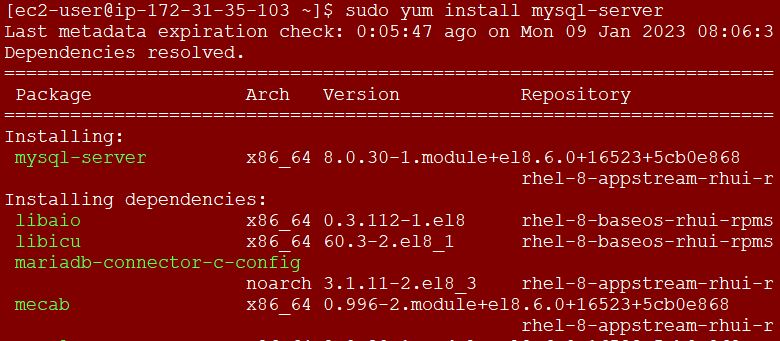 [ec2-user@ip-172-31-35-103 ~]$ sudo yum install mysql-server
Last metadata expiration check: 0:05:47 ago on Mon 09 Jan 2023 08:06:3
Dependencies resolved.
================================================================================
Package Arch Version Repository
================================================================================
Installing:
mysql-server x86_64 8.0.30-1.module+el8.6.0+16523+5cb0e868
rhel-8-appstream-rhui-r
Installing dependencies:
libaio x86_64 0.3.112-1.el8 rhel-8-baseos-rhui-rpms
libicu x86_64 60.3-2.el8_1 rhel-8-baseos-rhui-rpms
mariadb-connector-c-config
noarch 3.1.11-2.el8_3 rhel-8-appstream-rhui-r
mecab x86_64 0.996-2.module+el8.6.0+16523+5cb0e868
rhel-8-appstream-rhui-r